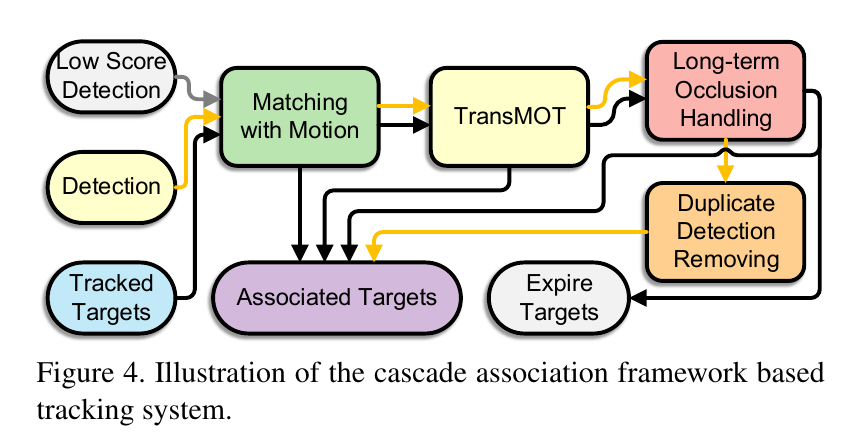 Low Score
Detection
Matching
with Motion
TransMOT
Long-term
Occlusion
Handling
Detection
Duplicate
Detection
Removing
Tracked
Targets
Associated Targets
Expire
Targets
Figure 4. Illustration of the cascade association framework based
tracking system.